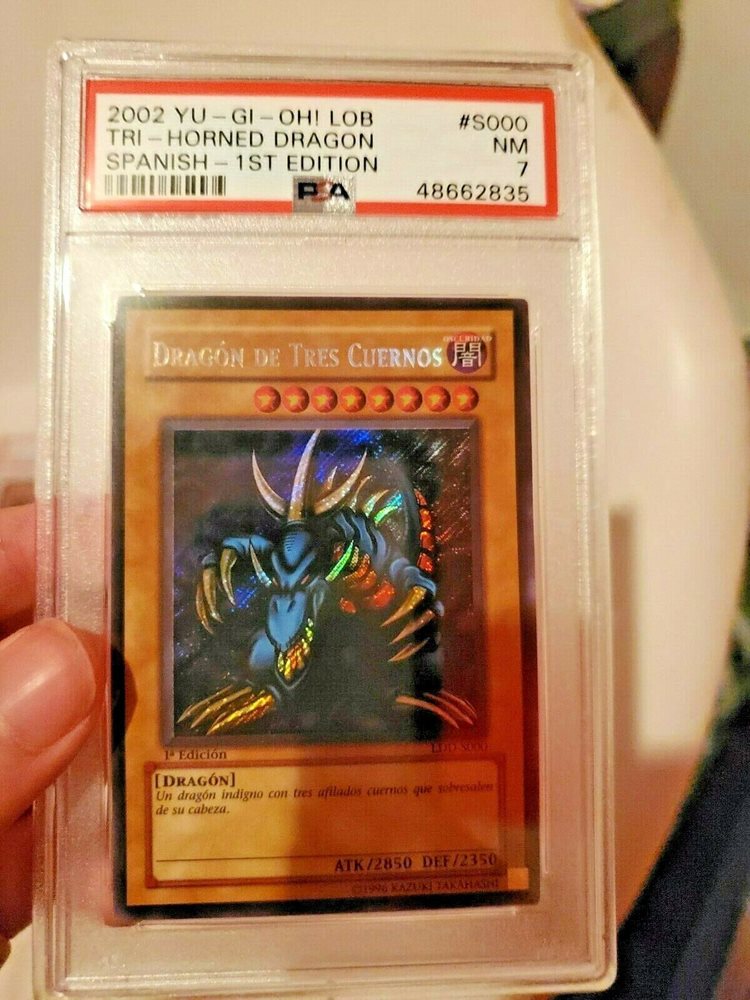 2002 YU-GI-OH! LOB #S000
TRI-HORNED DRAGON NM
SPANISH-1ST EDITION 7
PSA 48662835
DRAGÓN DE TRES CUERNOS
OSCURIDAD
闇
1ª Edición LDD-S000
[DRAGÓN]
Un dragón indigno con tres afilados cuernos que sobresalen
de su cabeza.
ATK/2850 DEF/2350
©1996 KAZUKI TAKAHASHI